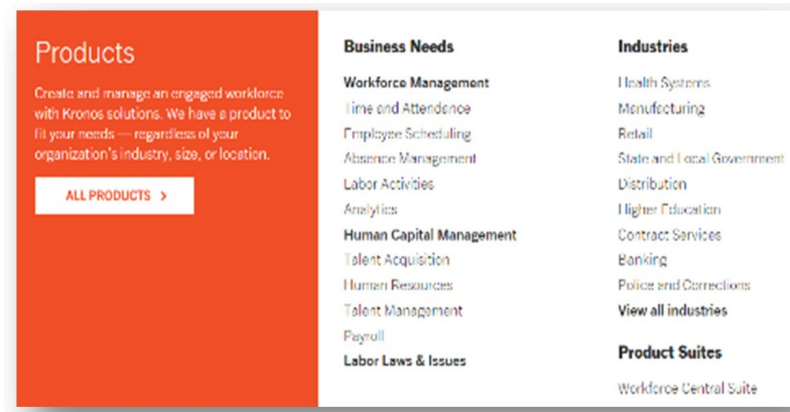 Products
Create and manage an engaged workforce
with Kronos solutions. We have a product to
fit your needs — regardless of your
organization's industry, size, or location.
ALL PRODUCTS >
Business Needs
Workforce Management
Time and Attendance
Employee Scheduling
Absence Management
Labor Activities
Analytics
Human Capital Management
Talent Acquisition
Human Resources
Talent Management
Payroll
Labor Laws & Issues
Industries
Health Systems
Manufacturing
Retail
State and Local Government
Distribution
Higher Education
Contract Services
Banking
Police and Corrections
View all industries
Product Suites
Workforce Central Suite